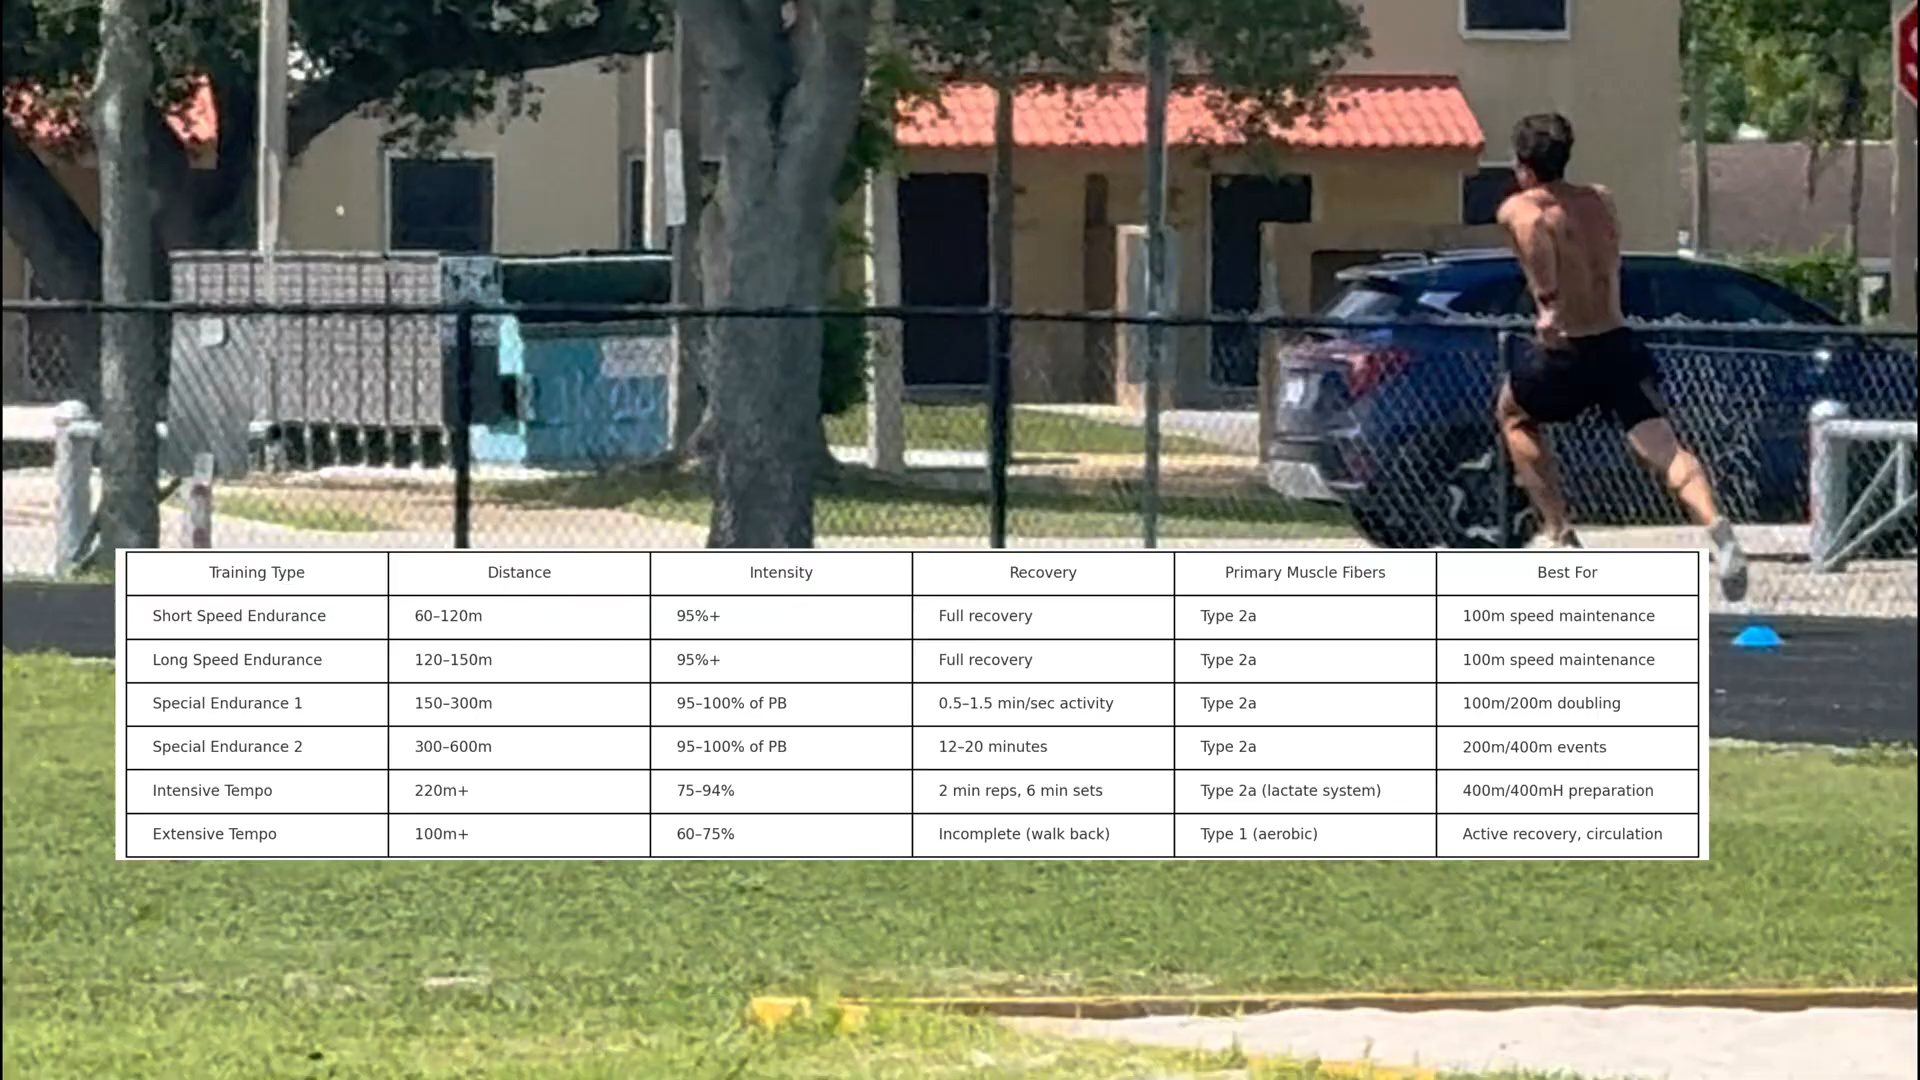 Training Type Distance Intensity Recovery Primary Muscle Fibers Best For
Short Speed Endurance 60–120m 95%+ Full recovery Type 2a 100m speed maintenance
Long Speed Endurance 120–150m 95%+ Full recovery Type 2a 100m speed maintenance
Special Endurance 1 150–300m 95–100% of PB 0.5–1.5 min/sec activity Type 2a 100m/200m doubling
Special Endurance 2 300–600m 95–100% of PB 12–20 minutes Type 2a 200m/400m events
Intensive Tempo 220m+ 75–94% 2 min reps, 6 min sets Type 2a (lactate system) 400m/400mH preparation
Extensive Tempo 100m+ 60–75% Incomplete (walk back) Type 1 (aerobic) Active recovery, circulation